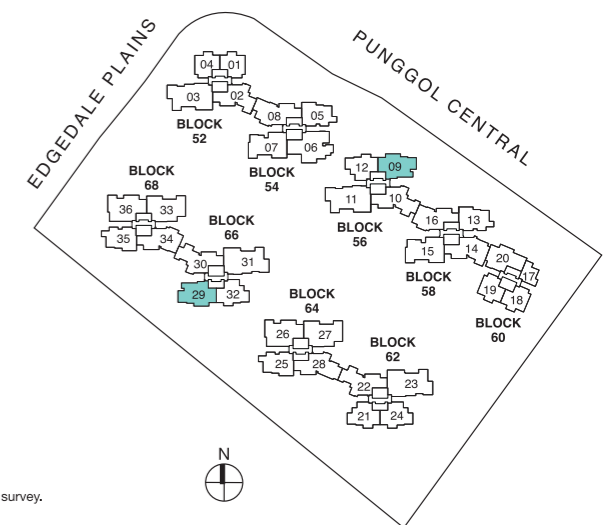 EDGEDALE PLAINS
PUNGGOL CENTRAL
04 01
03 02
BLOCK
52
08 05
07 06
BLOCK
54
12 09
11 10
BLOCK
56
16 13
15 14
BLOCK
58
20 17
19 18
BLOCK
60
BLOCK
68
36 33
35 34
BLOCK
66
30 31
29 32
BLOCK
64
26 27
25 28
BLOCK
62
22 23
21 24
N
survey.